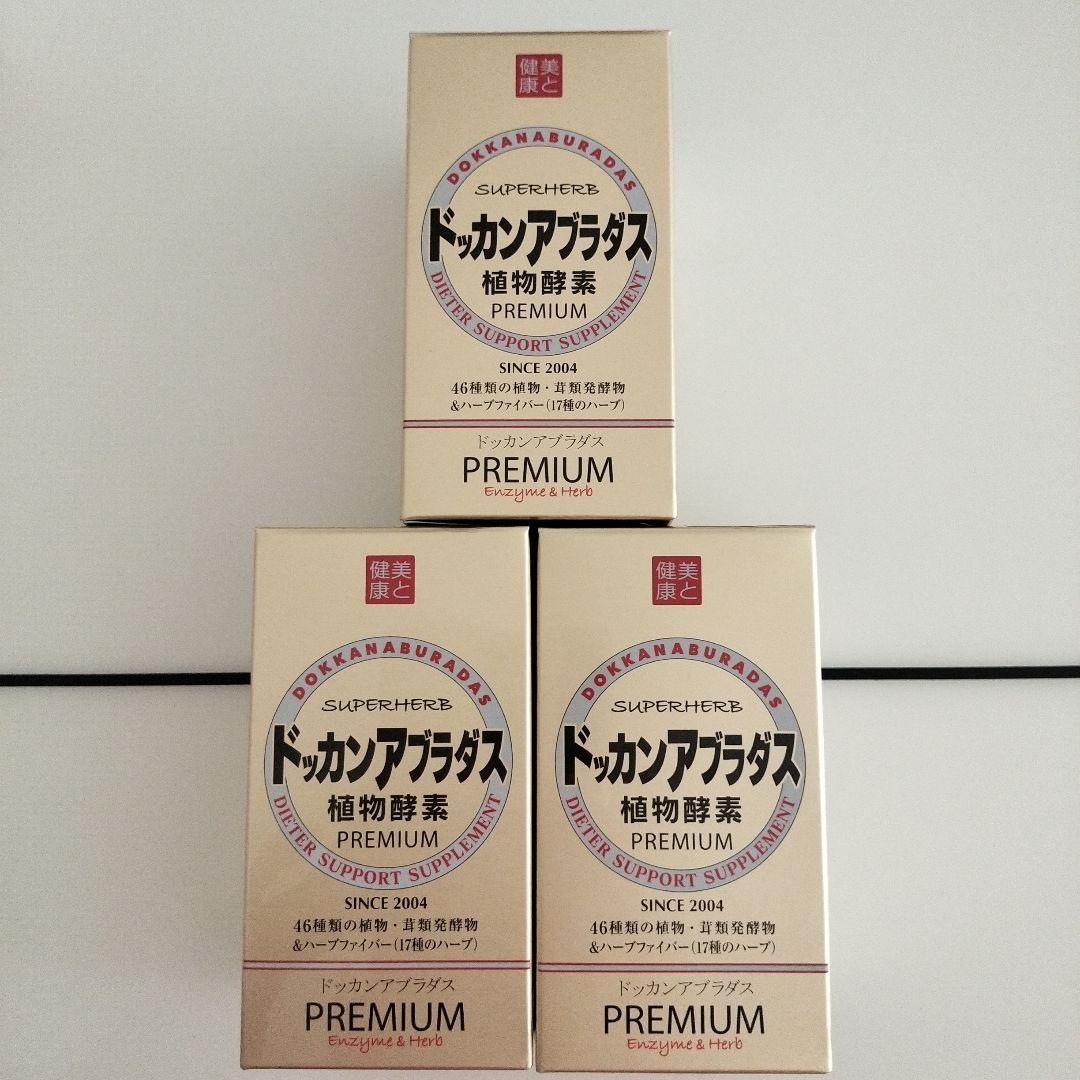 美と
健康
DOKKANABURADAS
SUPERHERB
ドッカンアブラダス
植物酵素
PREMIUM
DIETER SUPPORT SUPPLEMENT
SINCE 2004
46種類の植物・茸類発酵物
&ハーブファイバー(17種のハーブ)
ドッカンアブラダス
PREMIUM
Enzyme & Herb
美と
健康
DOKKANABURADAS
SUPERHERB
ドッカンアブラダス
植物酵素
PREMIUM
DIETER SUPPORT SUPPLEMENT
SINCE 2004
46種類の植物・茸類発酵物
&ハーブファイバー(17種のハーブ)
ドッカンアブラダス
PREMIUM
Enzyme & Herb
美と
健康
DOKKANABURADAS
SUPERHERB
ドッカンアブラダス
植物酵素
PREMIUM
DIETER SUPPORT SUPPLEMENT
SINCE 2004
46種類の植物・茸類発酵物
&ハーブファイバー(17種のハーブ)
ドッカンアブラダス
PREMIUM
Enzyme & Herb